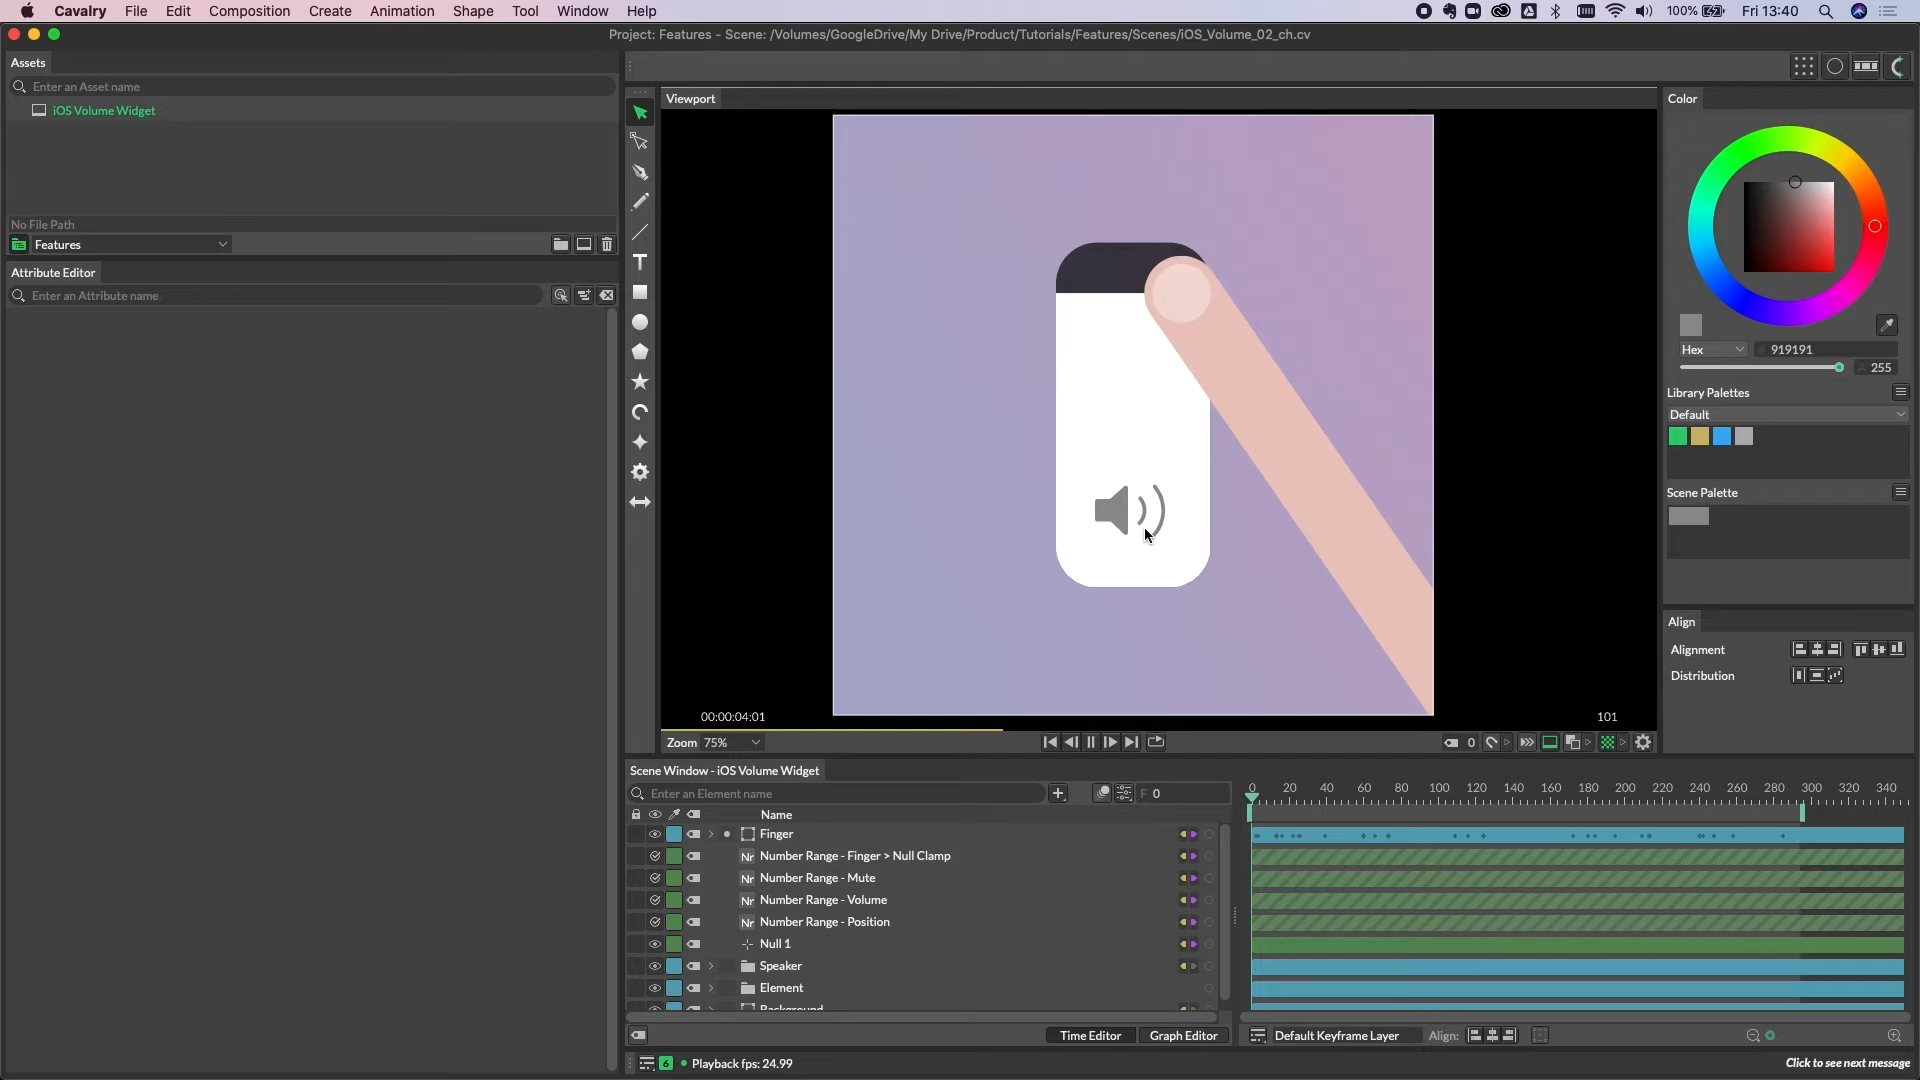 Cavalry File Edit Composition Create Animation Shape Tool Window Help 100% Fri 13:40
Project: Features - Scene: /Volumes/GoogleDrive/My Drive/Product/Tutorials/Features/Scenes/iOS_Volume_02_ch.cv
Assets
Enter an Asset name
iOS Volume Widget
No File Path
Features
Attribute Editor
Enter an Attribute name
Viewport
00:00:04:01 101
Zoom 75% 0
Color
Hex # 919191
A 255
Library Palettes
Default
Scene Palette
Align
Alignment
Distribution
Scene Window - iOS Volume Widget
Enter an Element name F 0
0 20 40 60 80 100 120 140 160 180 200 220 240 260 280 300 320 340
Name
Finger
Nr Number Range - Finger > Null Clamp
Nr Number Range - Mute
Nr Number Range - Volume
Nr Number Range - Position
Null 1
Speaker
Element
Background
Time Editor Graph Editor Default Keyframe Layer Align:
6 Playback fps: 24.99 Click to see next message